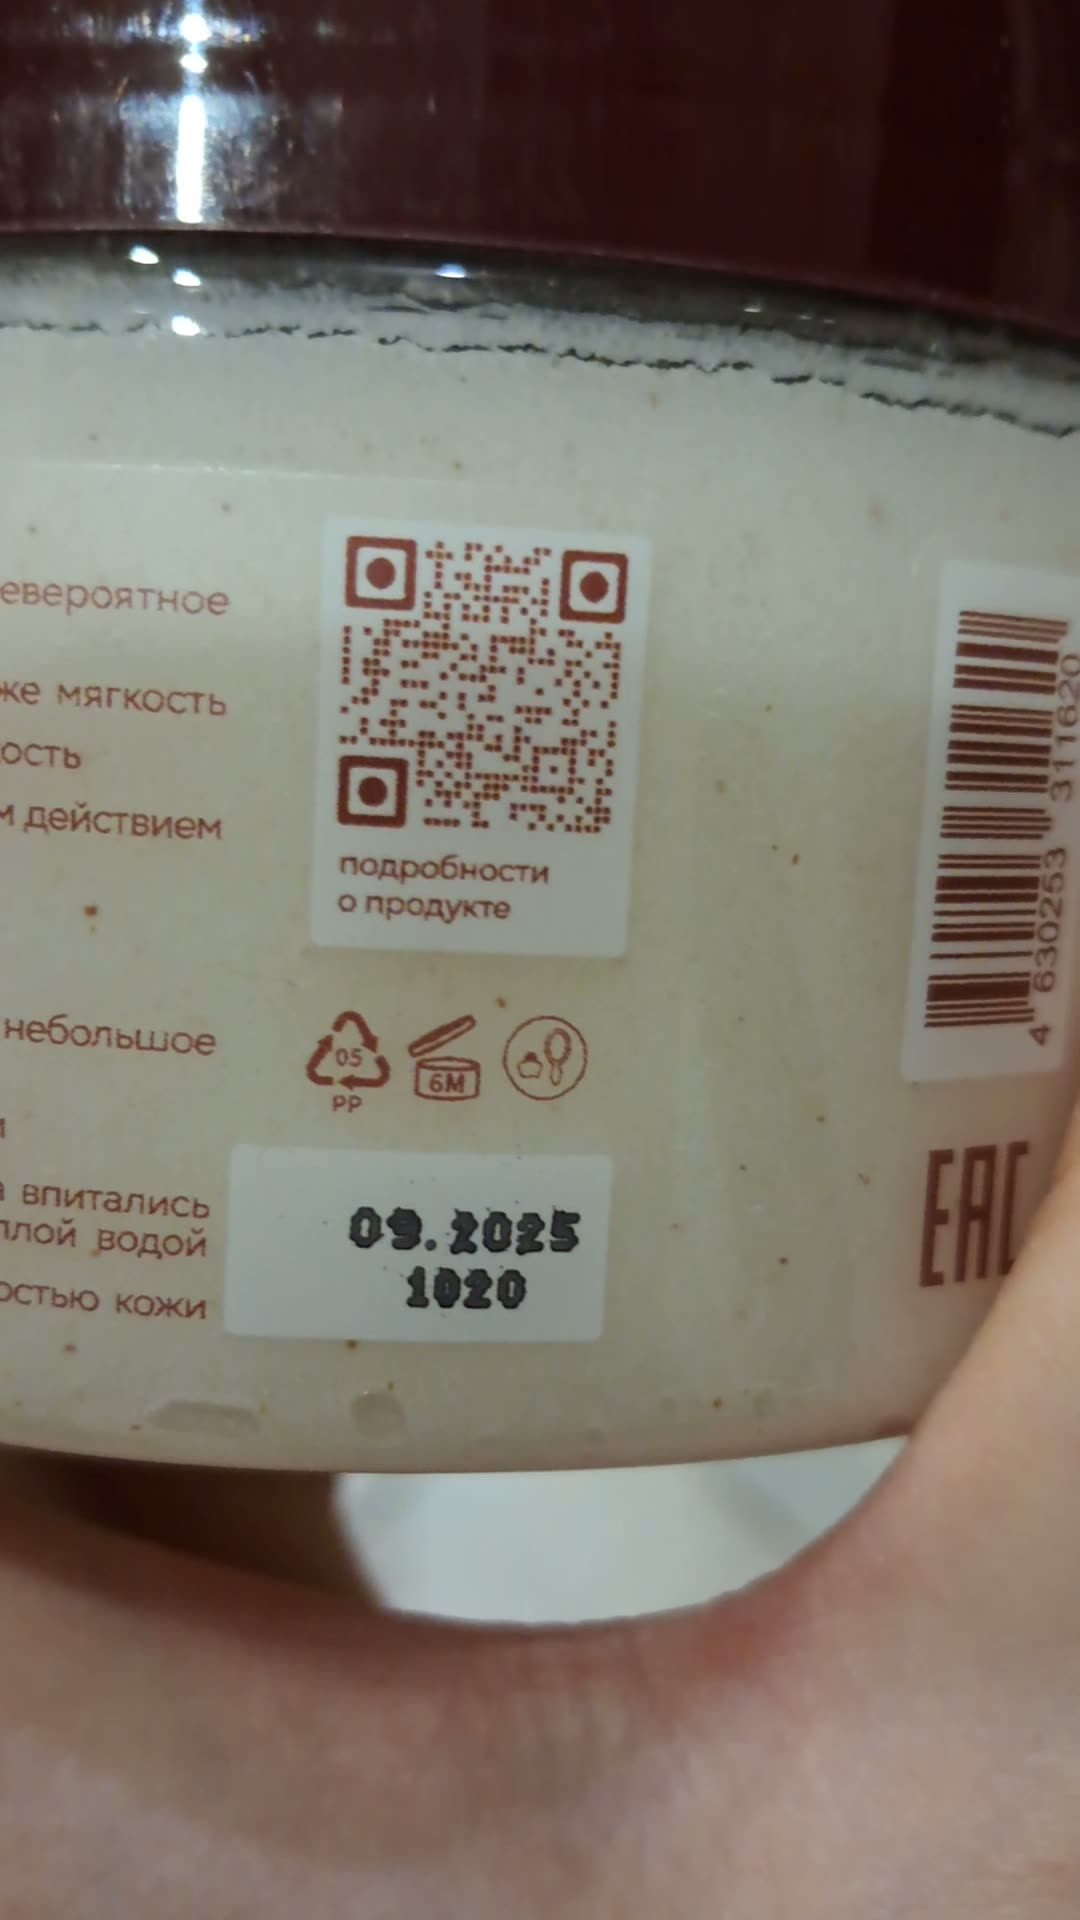 евероятное
же мягкость
ость
м действием
небольшое
и
впитались
плой водой
остью кожи
подробности
о продукте
05
PP
6M
09.2025
1020
4 630253 311620
EAC